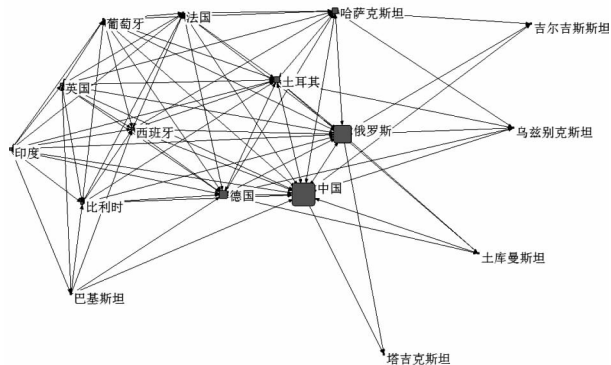 法国
哈萨克斯坦
葡萄牙
吉尔吉斯斯坦
土耳其
英国
西班牙
俄罗斯
乌兹别克斯坦
印度
德国
中国
比利时
土库曼斯坦
巴基斯坦
塔吉克斯坦